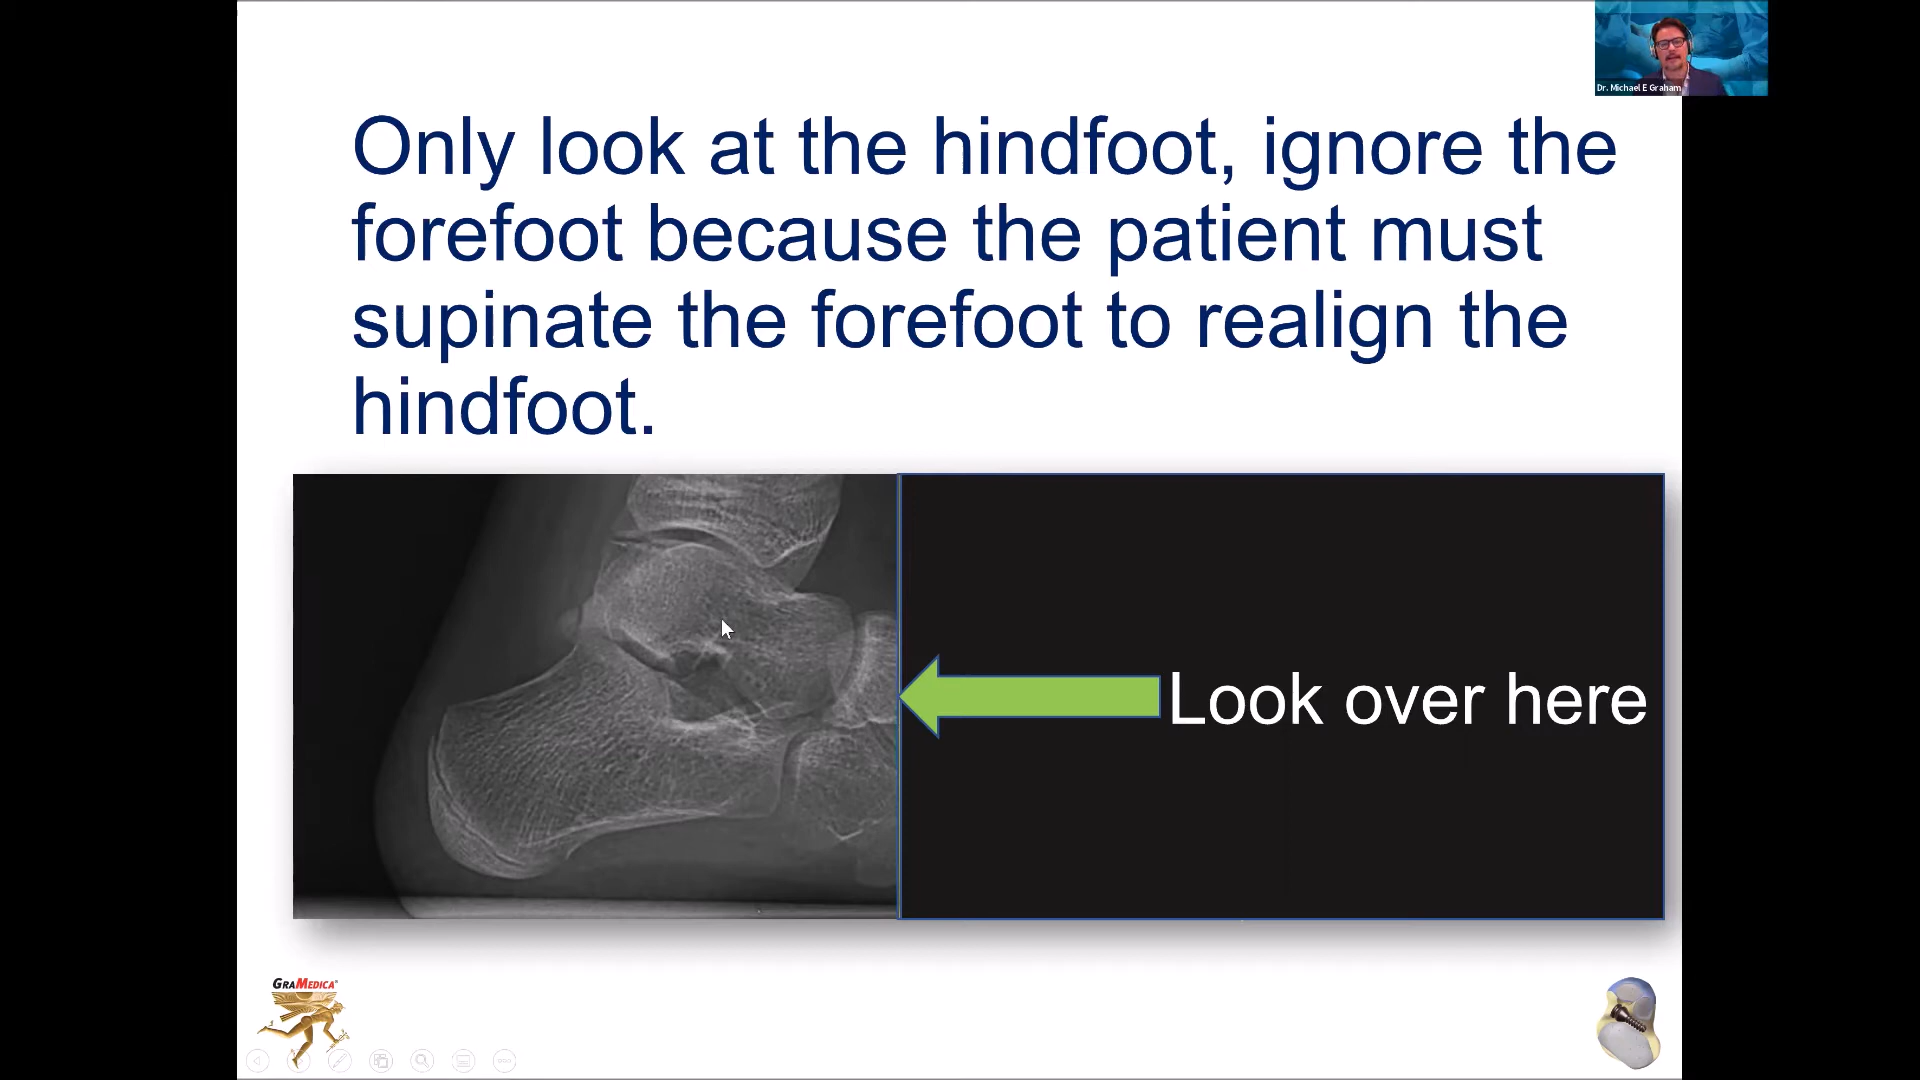 Dr. Michael E Graham
Only look at the hindfoot, ignore the
forefoot because the patient must
supinate the forefoot to realign the
hindfoot.
Look over here
GRAMEDICA®